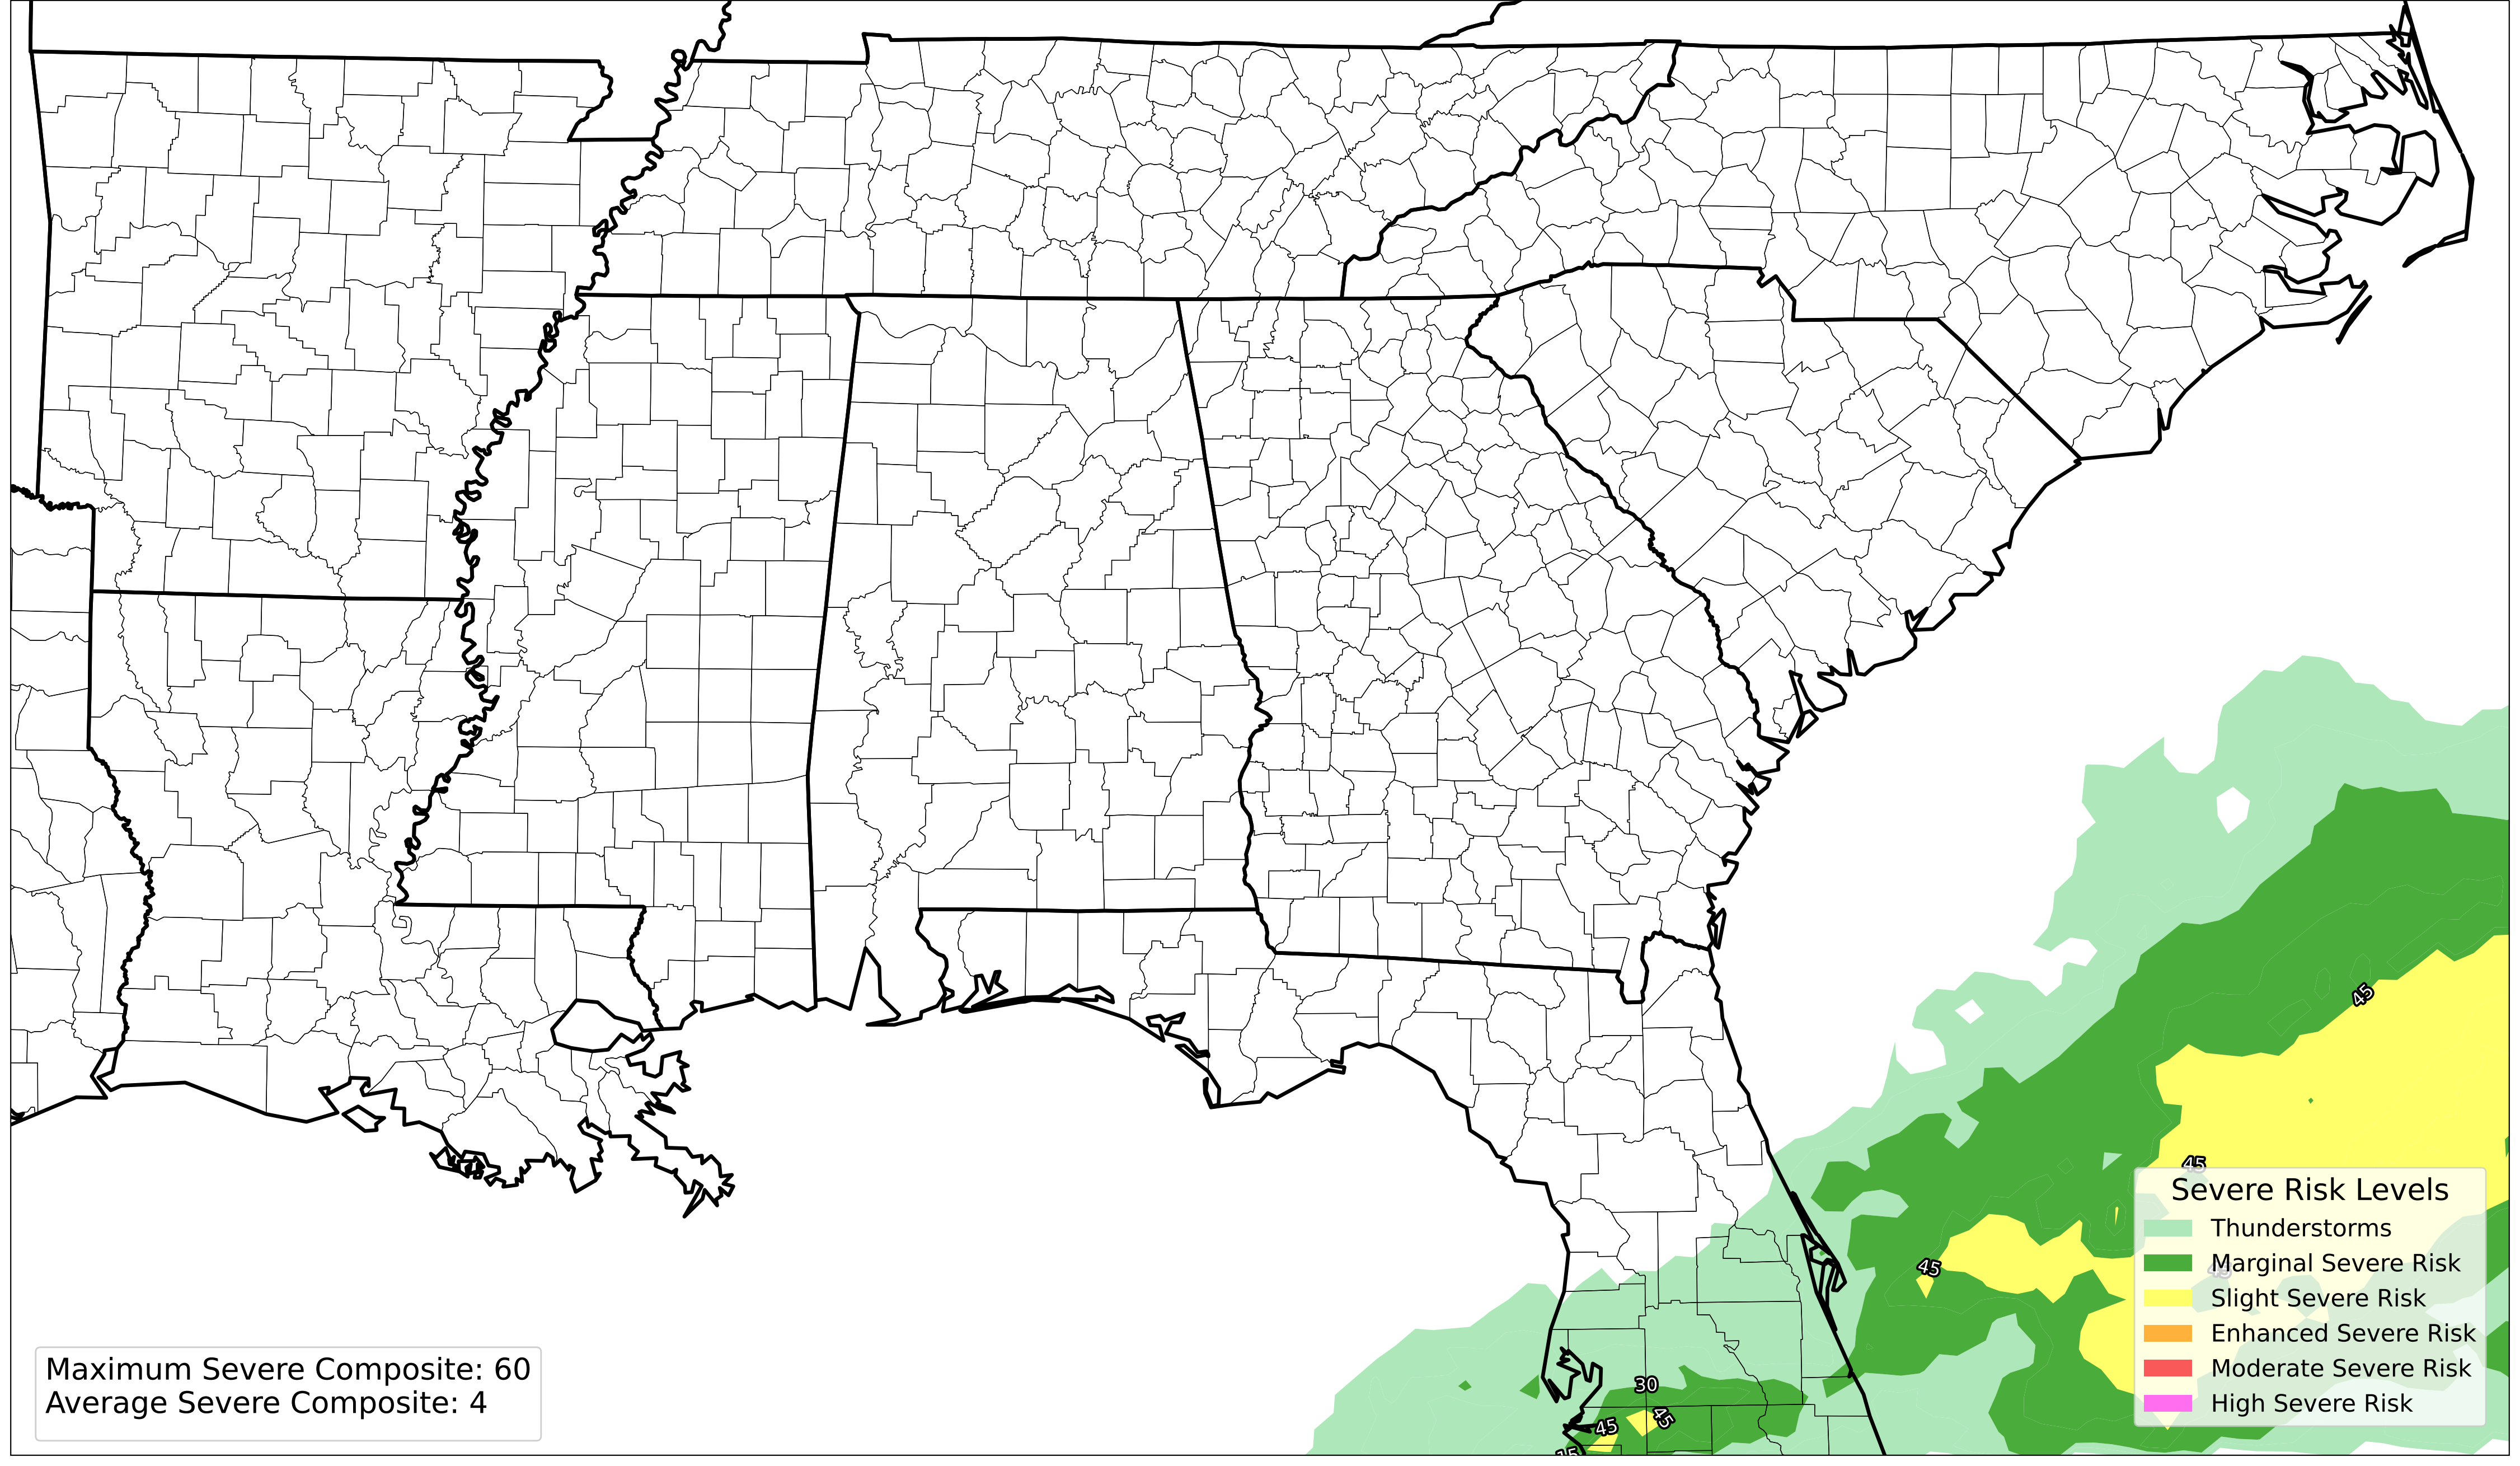 45
45
Severe Risk Levels
Thunderstorms
45
Marginal Severe Risk
45
Slight Severe Risk
Enhanced Severe Risk
Moderate Severe Risk
High Severe Risk
Maximum Severe Composite: 60
Average Severe Composite: 4
30
45
45